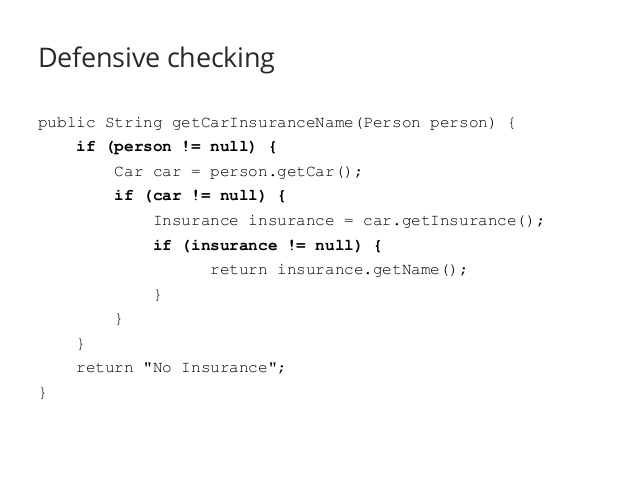 Defensive checking
public String getCarInsuranceName(Person person) {
    if (person != null) {
        Car car = person.getCar();
        if (car != null) {
            Insurance insurance = car.getInsurance();
            if (insurance != null) {
                  return insurance.getName();
            }
        }
    }
    return "No Insurance";
}